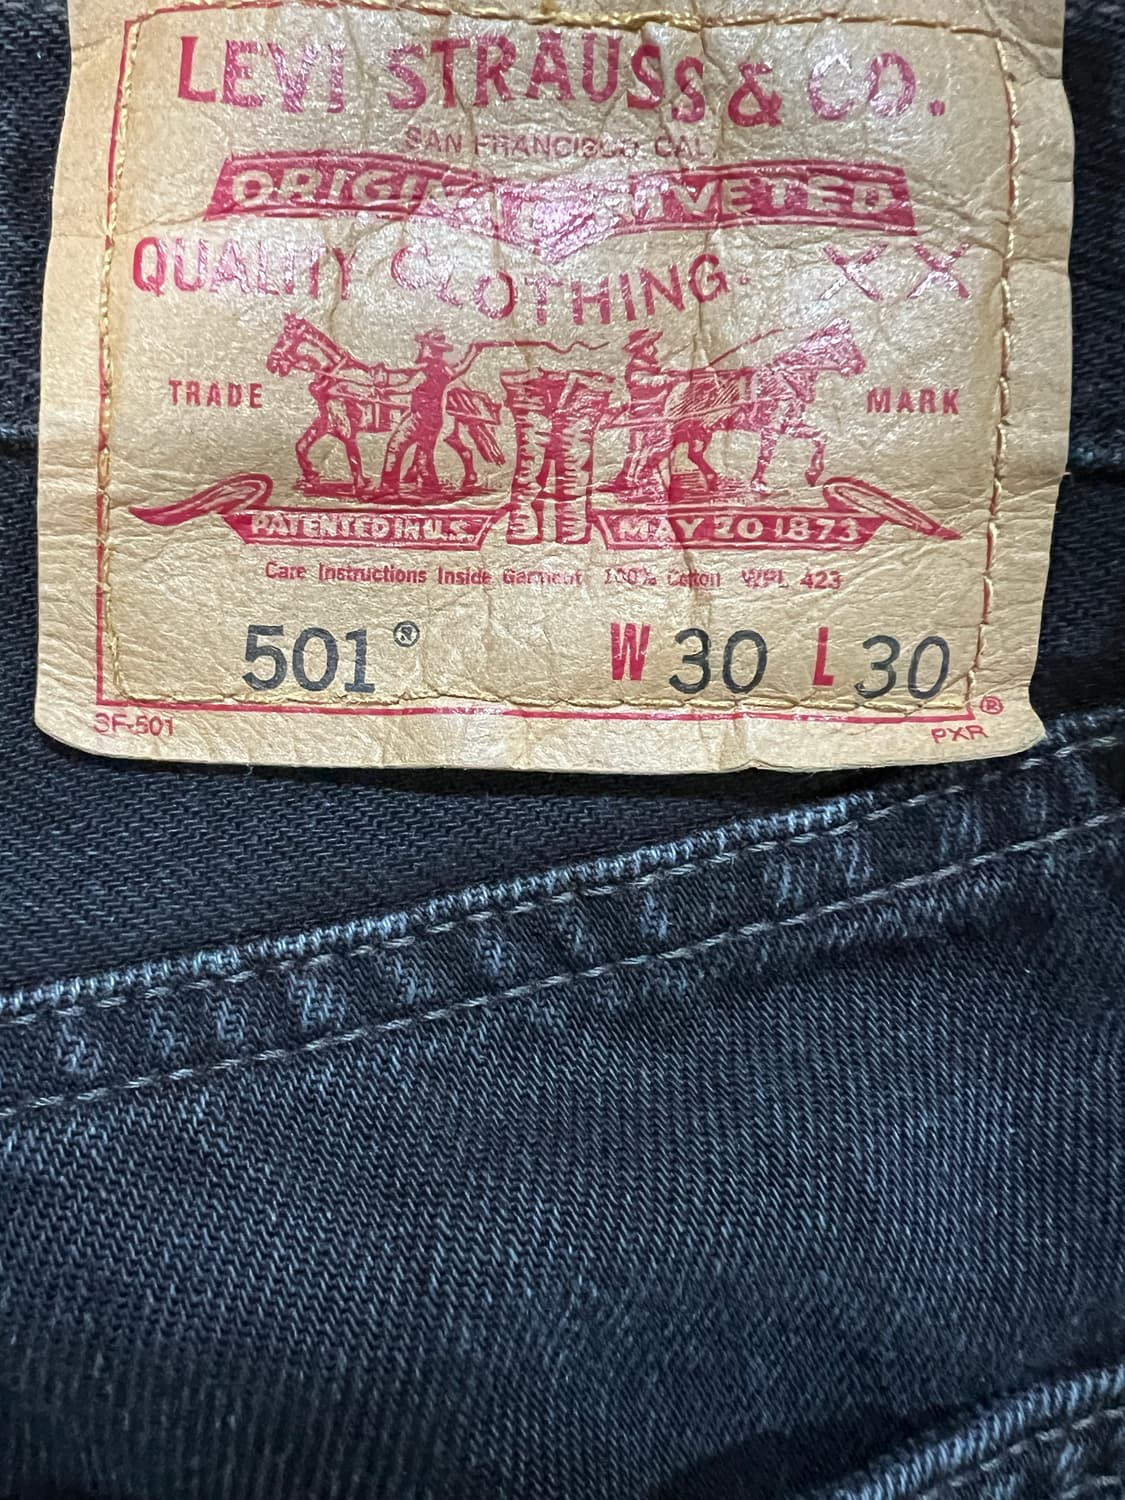 LEVI STRAUSS & CO.
SAN FRANCISCO CAL
ORIGINAL RIVETED
QUALITY CLOTHING. XX
TRADE MARK
PATENTED IN U.S. MAY 20 1873
Care Instructions Inside Garment 100% Cotton WPL 423
501® W 30 L 30
SF-501 PXR ®